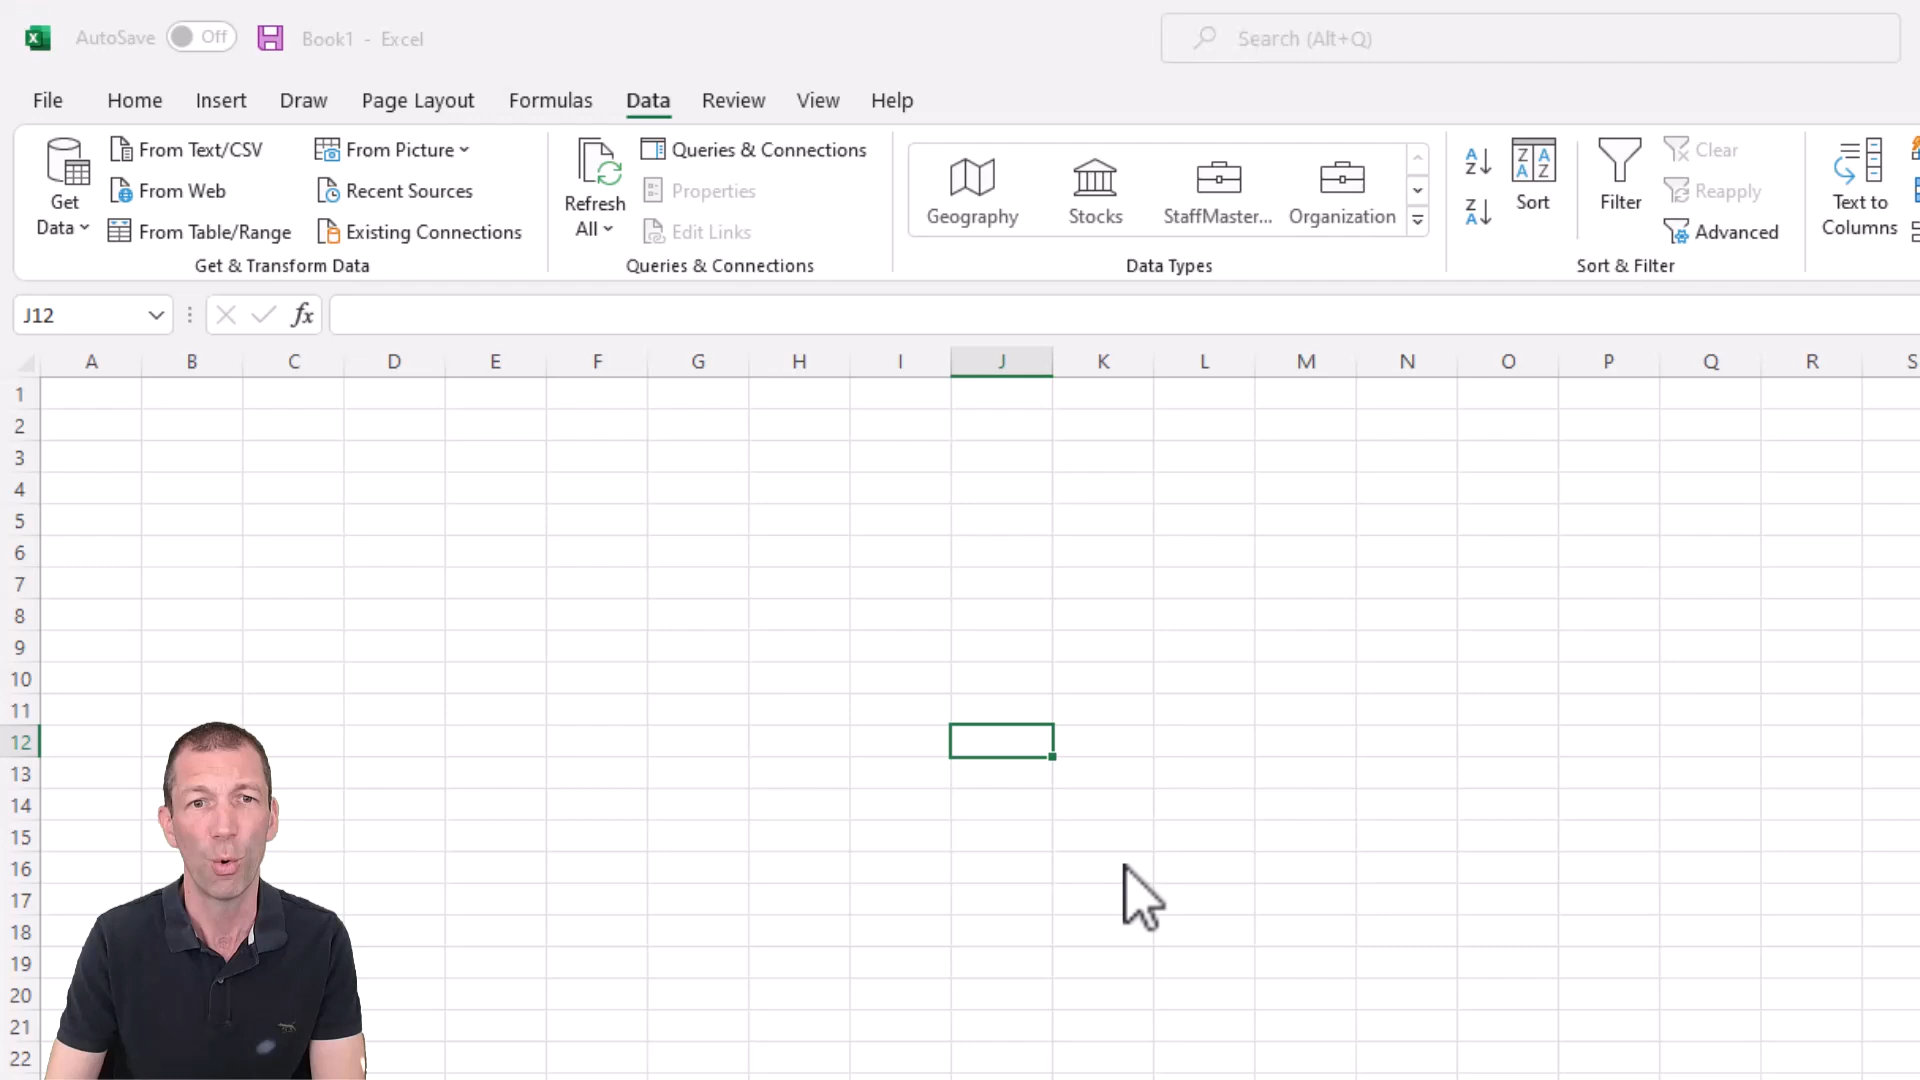 AutoSave Off Book1 - Excel Search (Alt+Q)
File Home Insert Draw Page Layout Formulas Data Review View Help
Get Data
From Text/CSV
From Web
From Table/Range
From Picture
Recent Sources
Existing Connections
Get & Transform Data
Refresh All
Queries & Connections
Properties
Edit Links
Queries & Connections
Geography Stocks StaffMaster... Organization
Data Types
A
Z
Z
A
Z A
A Z
Sort
Filter
Clear
Reapply
Advanced
Sort & Filter
Text to
Columns
J12 fx
A B C D E F G H I J K L M N O P Q R S
1
2
3
4
5
6
7
8
9
10
11
12
13
14
15
16
17
18
19
20
21
22